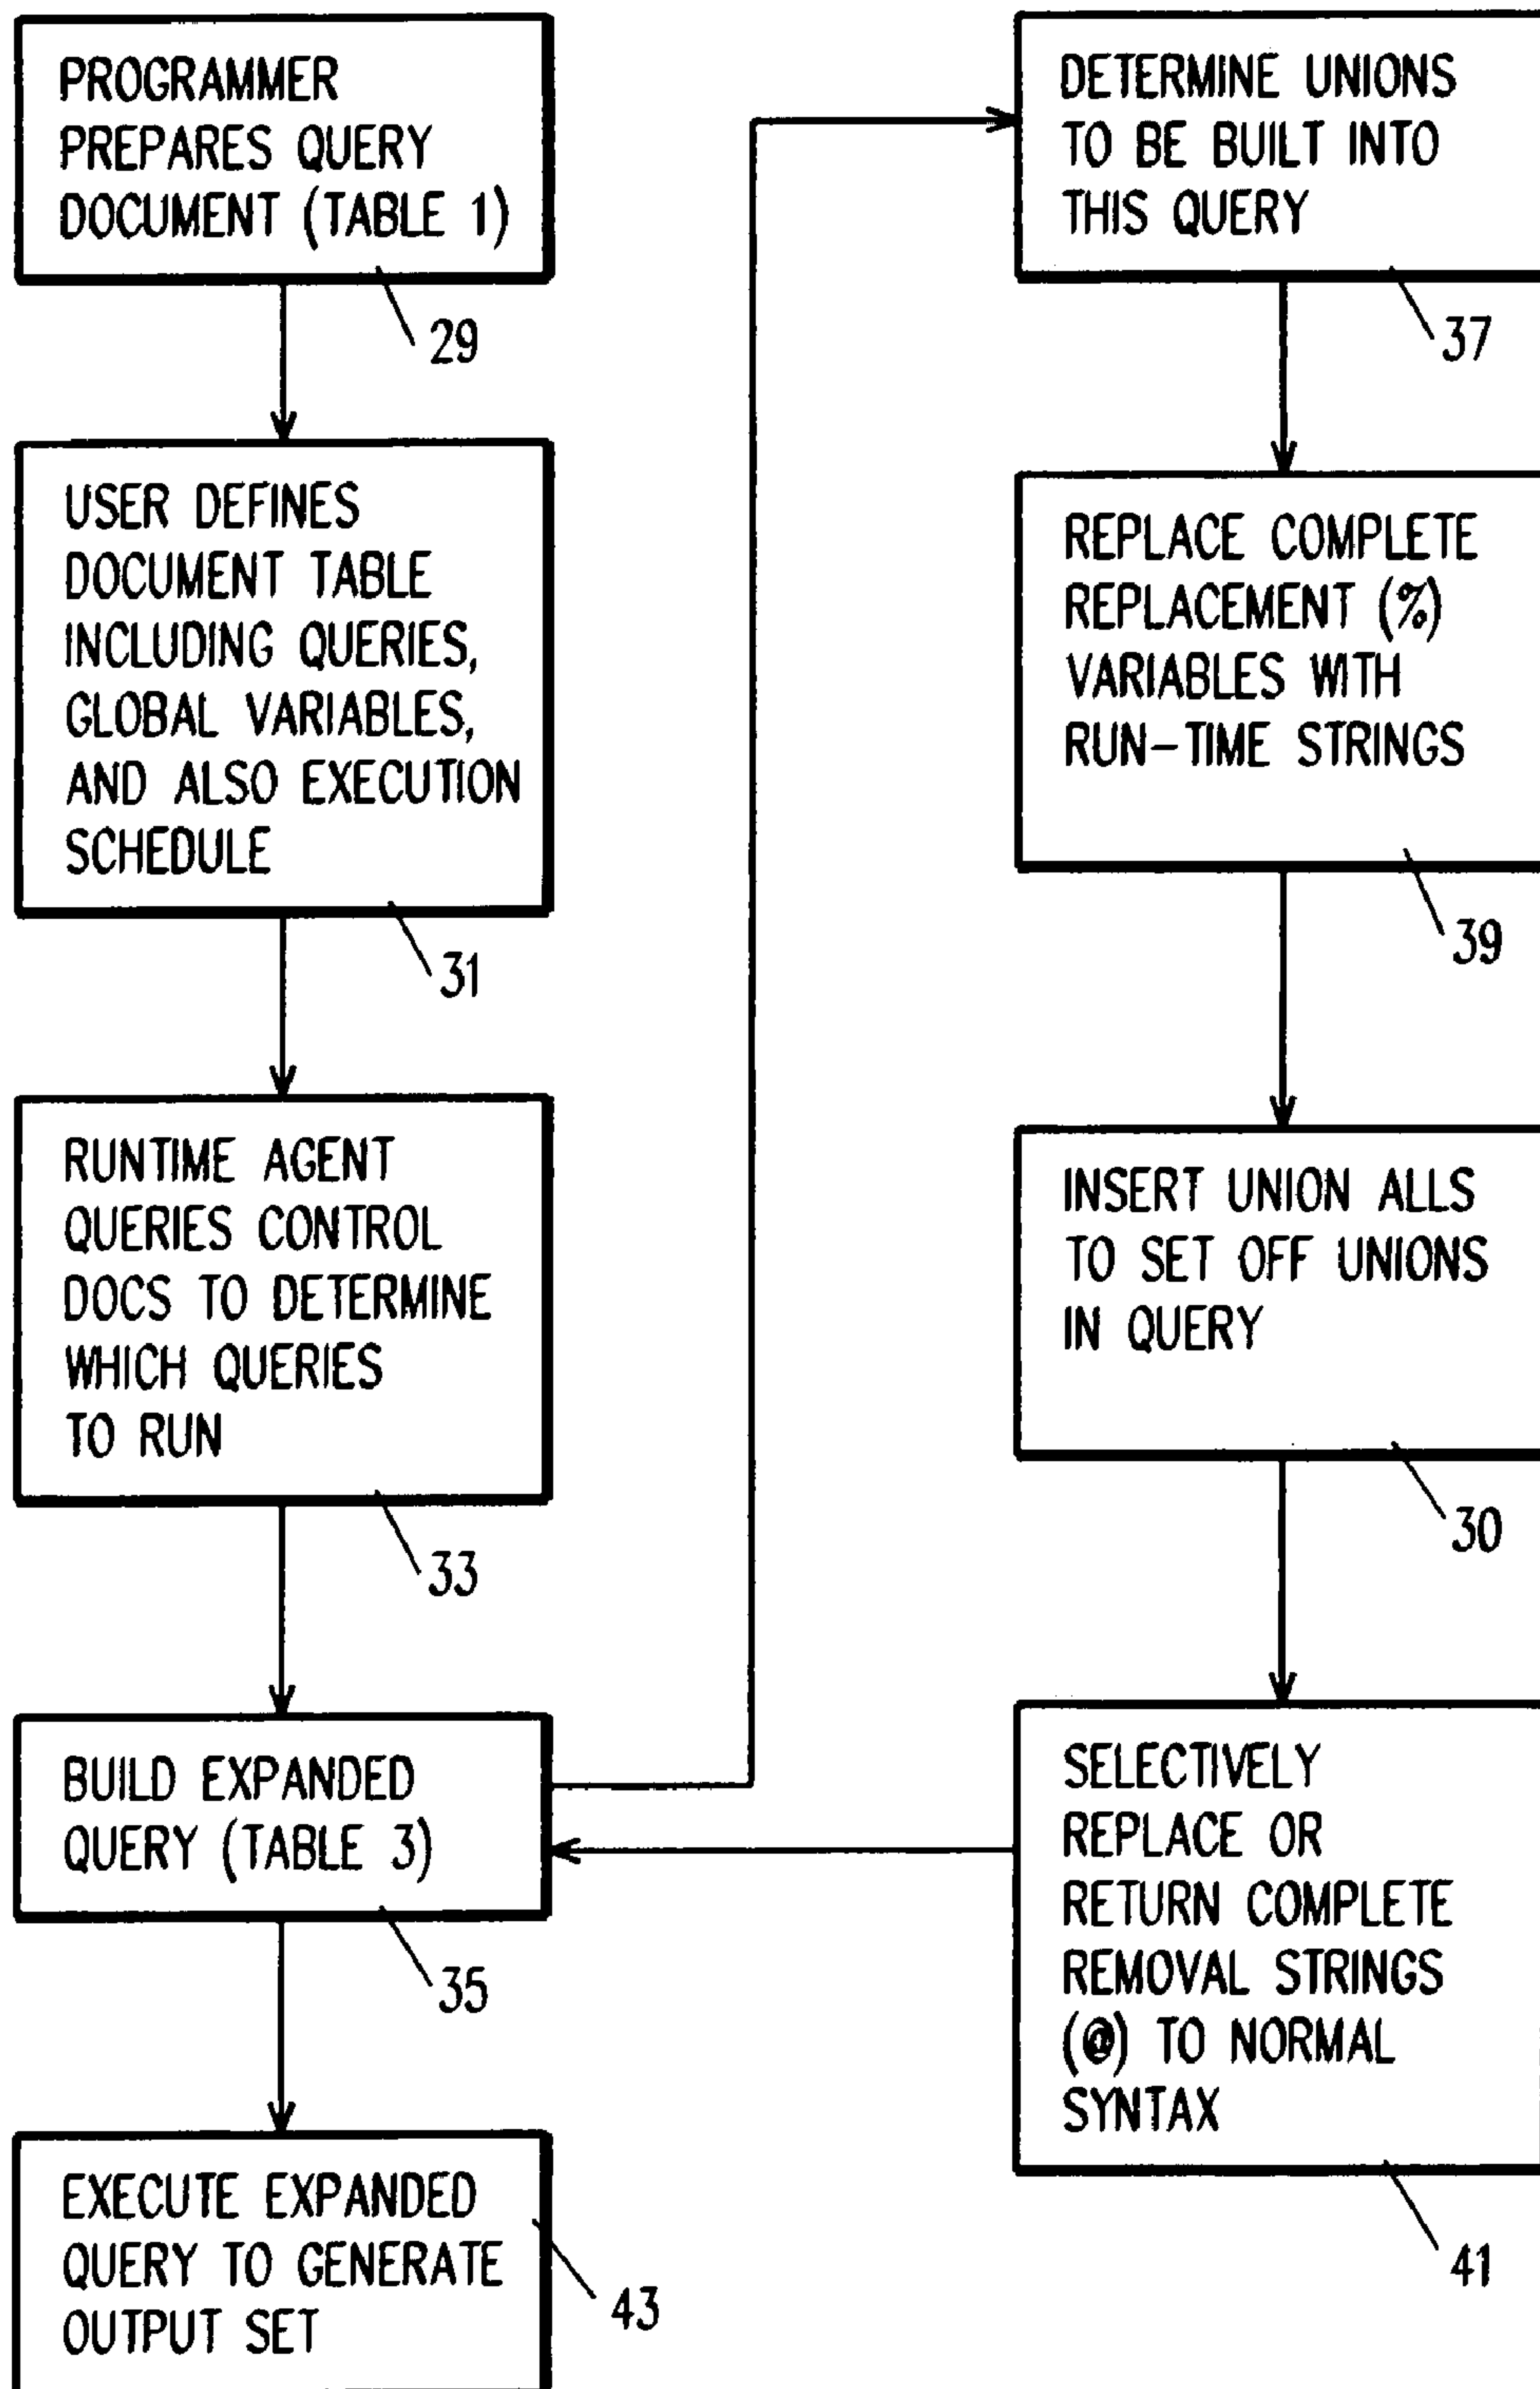 PROGRAMMER
PREPARES QUERY
DOCUMENT (TABLE 1)
29
USER DEFINES
DOCUMENT TABLE
INCLUDING QUERIES,
GLOBAL VARIABLES,
AND ALSO EXECUTION
SCHEDULE
31
RUNTIME AGENT
QUERIES CONTROL
DOCS TO DETERMINE
WHICH QUERIES
TO RUN
33
BUILD EXPANDED
QUERY (TABLE 3)
35
EXECUTE EXPANDED
QUERY TO GENERATE
OUTPUT SET
43
DETERMINE UNIONS
TO BE BUILT INTO
THIS QUERY
37
REPLACE COMPLETE
REPLACEMENT (%)
VARIABLES WITH
RUN-TIME STRINGS
39
INSERT UNION ALLS
TO SET OFF UNIONS
IN QUERY
30
SELECTIVELY
REPLACE OR
RETURN COMPLETE
REMOVAL STRINGS
(@) TO NORMAL
SYNTAX
41